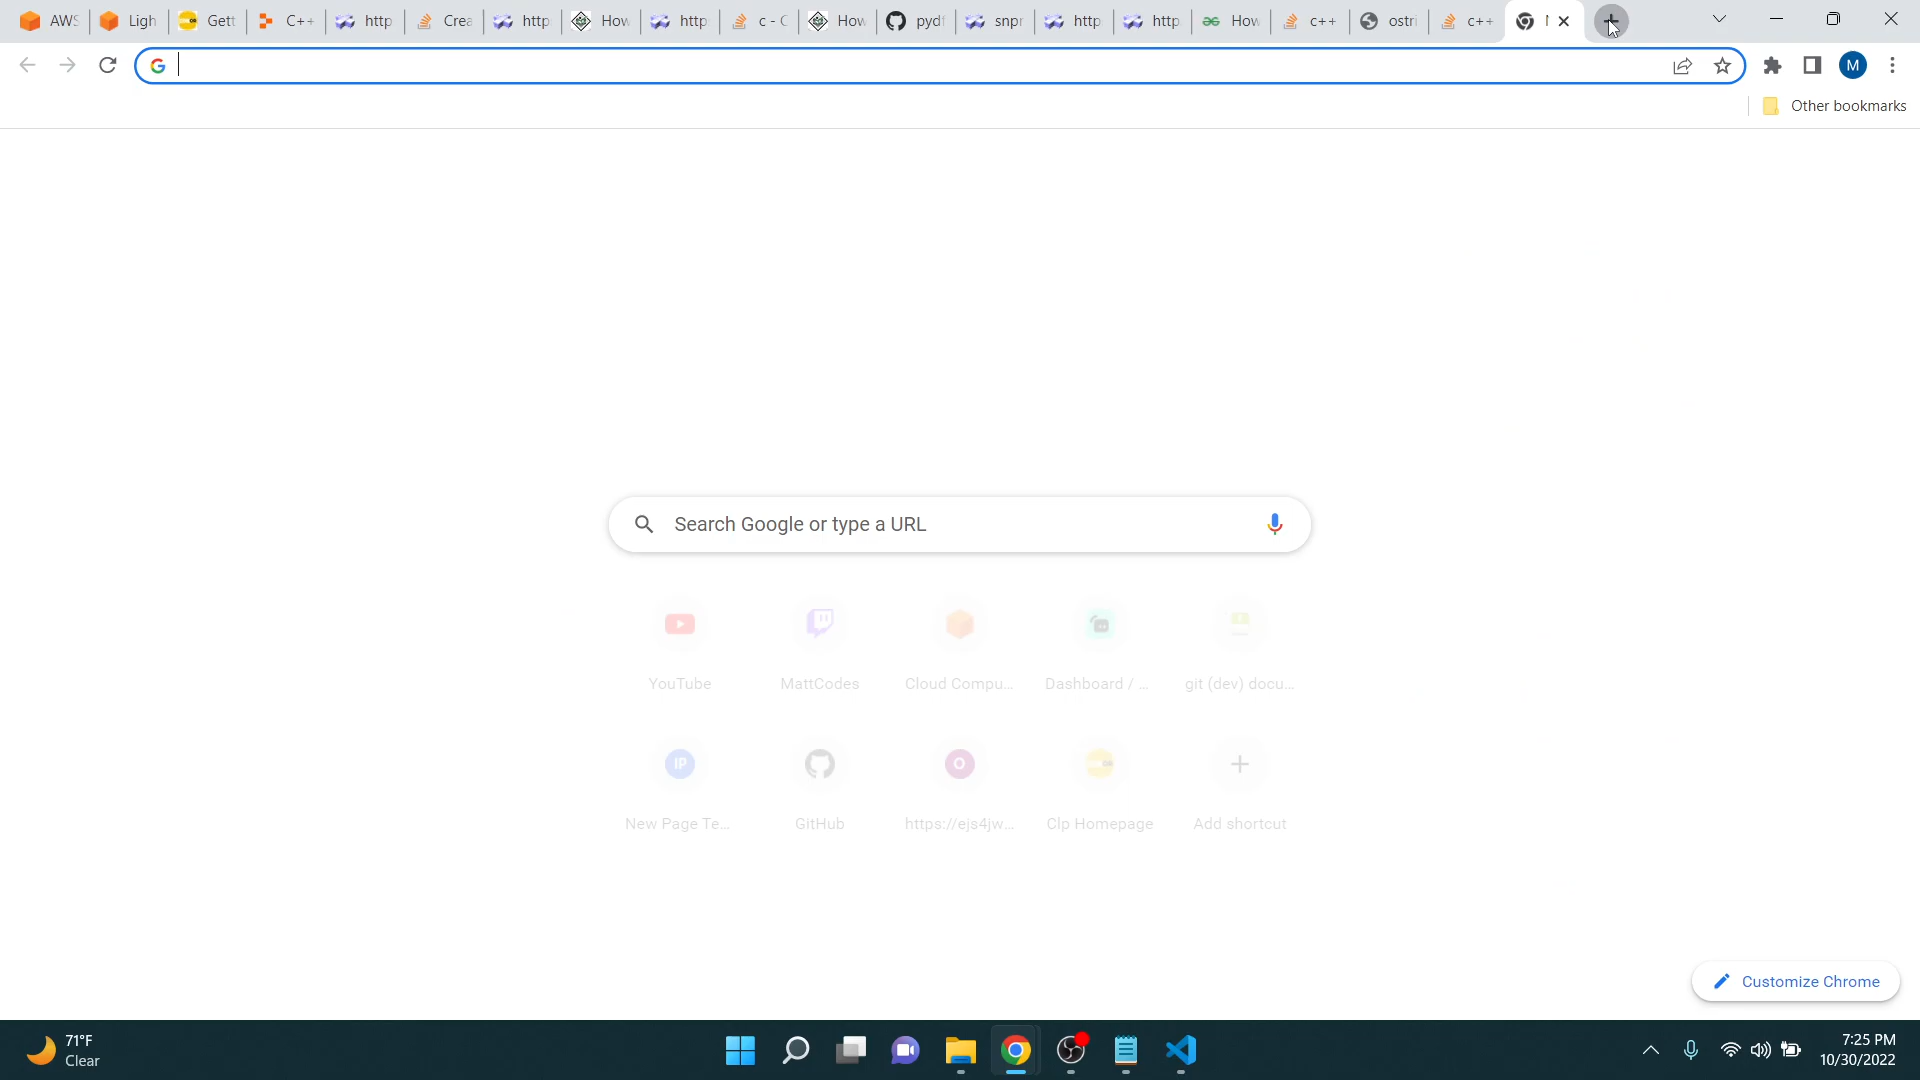 AWS Ligh Gett C++ http Crea http How http c - C How pydf snpr http http How c++ ostri c++
Other bookmarks
Search Google or type a URL
YouTube MattCodes Cloud Compu... Dashboard / ... git (dev) docu...
IP O
New Page Te... GitHub https://ejs4jw... Clp Homepage Add shortcut
Customize Chrome
M
71°F
Clear
7:25 PM
10/30/2022